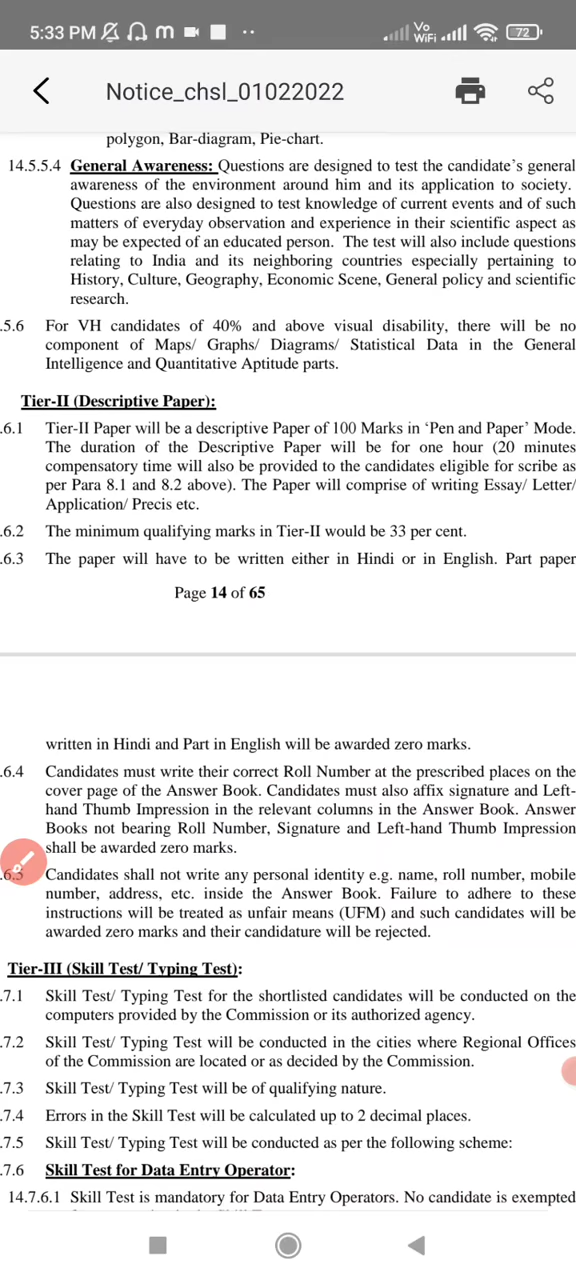 5:33 PM
Vo WiFi
72
Notice_chsl_01022022
polygon, Bar-diagram, Pie-chart.
14.5.5.4 General Awareness: Questions are designed to test the candidate's general
awareness of the environment around him and its application to society.
Questions are also designed to test knowledge of current events and of such
matters of everyday observation and experience in their scientific aspect as
may be expected of an educated person. The test will also include questions
relating to India and its neighboring countries especially pertaining to
History, Culture, Geography, Economic Scene, General policy and scientific
research.
.5.6 For VH candidates of 40% and above visual disability, there will be no
component of Maps/ Graphs/ Diagrams/ Statistical Data in the General
Intelligence and Quantitative Aptitude parts.
Tier-II (Descriptive Paper):
.6.1 Tier-II Paper will be a descriptive Paper of 100 Marks in 'Pen and Paper' Mode.
The duration of the Descriptive Paper will be for one hour (20 minutes
compensatory time will also be provided to the candidates eligible for scribe as
per Para 8.1 and 8.2 above). The Paper will comprise of writing Essay/ Letter/
Application/ Precis etc.
.6.2 The minimum qualifying marks in Tier-II would be 33 per cent.
.6.3 The paper will have to be written either in Hindi or in English. Part paper
Page 14 of 65
written in Hindi and Part in English will be awarded zero marks.
.6.4 Candidates must write their correct Roll Number at the prescribed places on the
cover page of the Answer Book. Candidates must also affix signature and Left-
hand Thumb Impression in the relevant columns in the Answer Book. Answer
Books not bearing Roll Number, Signature and Left-hand Thumb Impression
shall be awarded zero marks.
.6.5 Candidates shall not write any personal identity e.g. name, roll number, mobile
number, address, etc. inside the Answer Book. Failure to adhere to these
instructions will be treated as unfair means (UFM) and such candidates will be
awarded zero marks and their candidature will be rejected.
Tier-III (Skill Test/ Typing Test):
.7.1 Skill Test/ Typing Test for the shortlisted candidates will be conducted on the
computers provided by the Commission or its authorized agency.
.7.2 Skill Test/ Typing Test will be conducted in the cities where Regional Offices
of the Commission are located or as decided by the Commission.
.7.3 Skill Test/ Typing Test will be of qualifying nature.
.7.4 Errors in the Skill Test will be calculated up to 2 decimal places.
.7.5 Skill Test/ Typing Test will be conducted as per the following scheme:
.7.6 Skill Test for Data Entry Operator:
14.7.6.1 Skill Test is mandatory for Data Entry Operators. No candidate is exempted